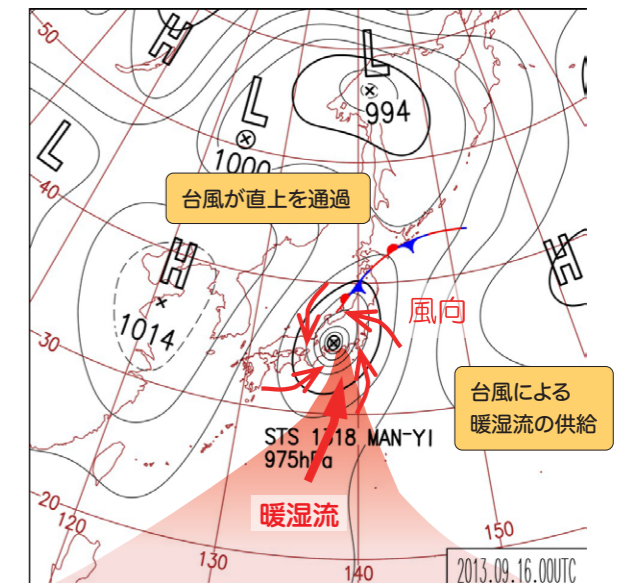 50
H
L
L
994
L
1000
40
台風が直上を通過
H
H
1014
風向
30
台風による
暖湿流の供給
STS 1318 MAN-YI
975hPa
20
120
暖湿流
130
140
150
2013.09.16.00UTC